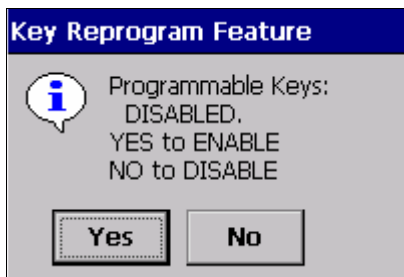 Key Reprogram Feature
Programmable Keys:
DISABLED.
YES to ENABLE
NO to DISABLE
Yes No